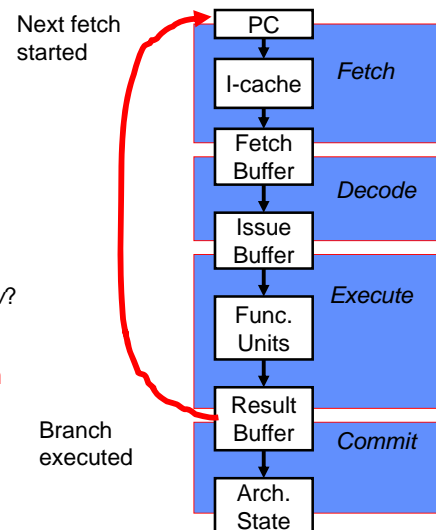 Next fetch
started
PC
Fetch
I-cache
Fetch
Buffer
Decode
Issue
Buffer
Execute
Func.
Units
Result
Buffer
Branch
executed
Commit
Arch.
State